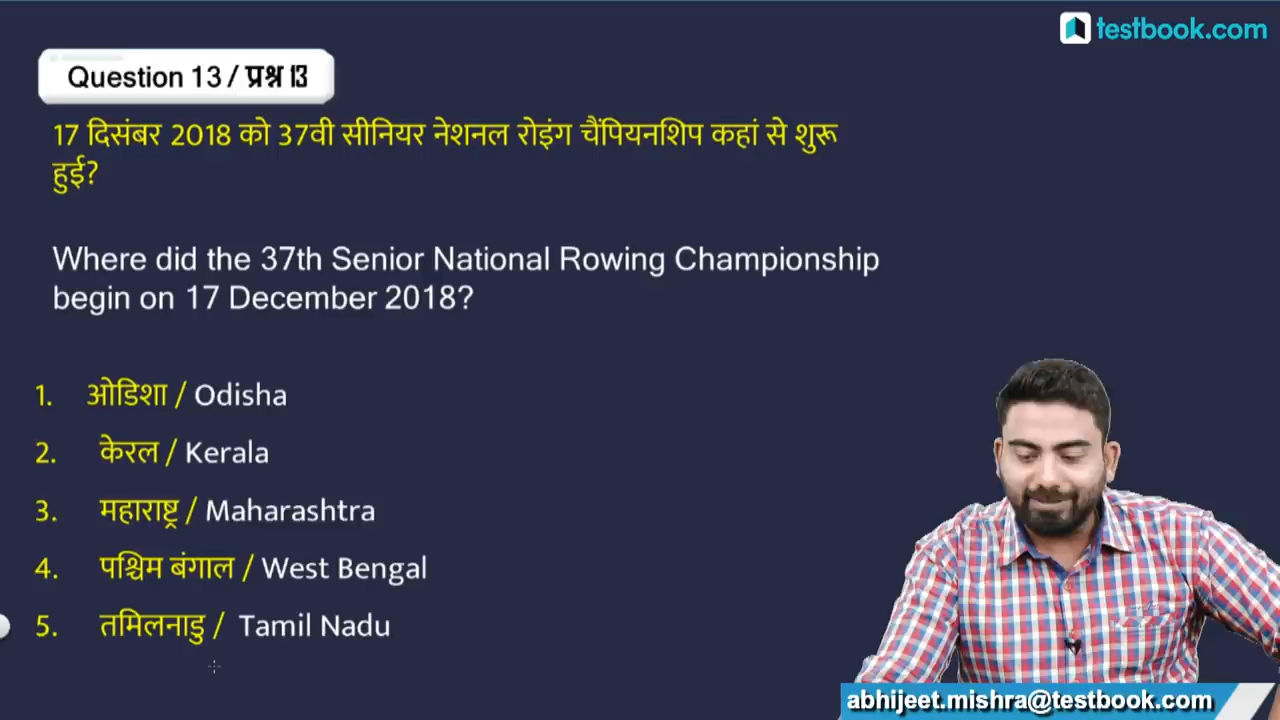 testbook.com
Question 13 / प्रश्न 13
17 दिसंबर 2018 को 37वी सीनियर नेशनल रोइंग चैंपियनशिप कहां से शुरू
हुई?
Where did the 37th Senior National Rowing Championship
begin on 17 December 2018?
1. ओडिशा / Odisha
2. केरल / Kerala
3. महाराष्ट्र / Maharashtra
4. पश्चिम बंगाल / West Bengal
5. तमिलनाडु / Tamil Nadu
abhijeet.mishra@testbook.com